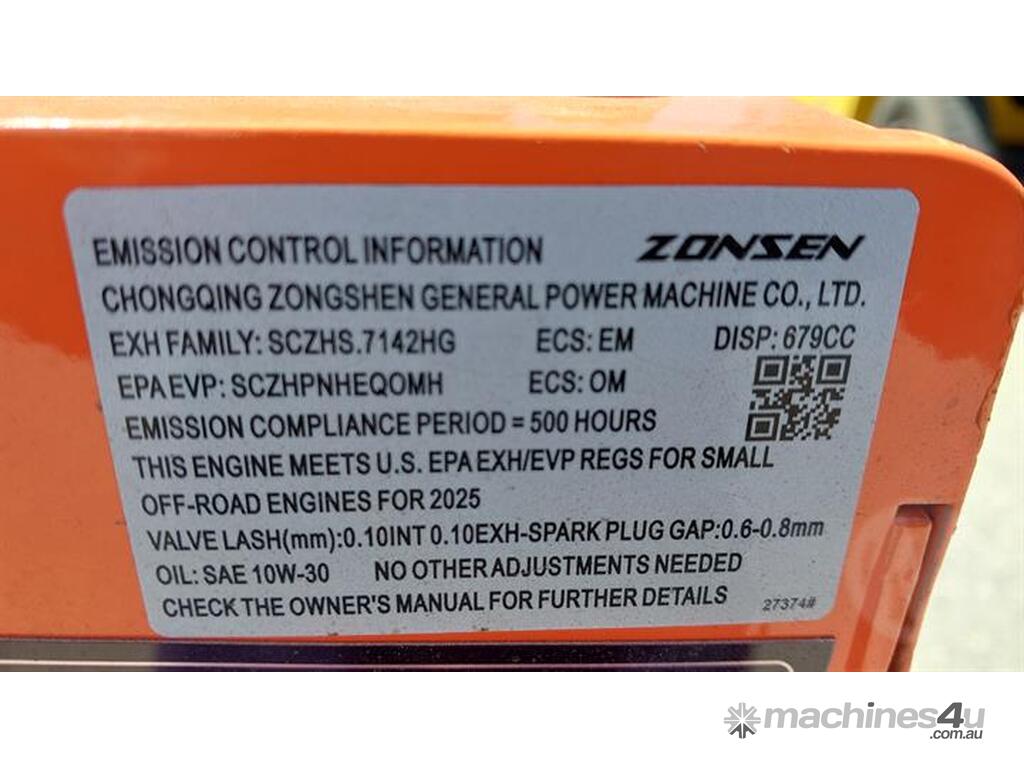 EMISSION CONTROL INFORMATION ZONSEN
CHONGQING ZONGSHEN GENERAL POWER MACHINE CO., LTD.
EXH FAMILY: SCZHS.7142HG ECS: EM DISP: 679CC
EPA EVP: SCZHPNHEQOMH ECS: OM
EMISSION COMPLIANCE PERIOD = 500 HOURS
THIS ENGINE MEETS U.S. EPA EXH/EVP REGS FOR SMALL
OFF-ROAD ENGINES FOR 2025
VALVE LASH(mm):0.10INT 0.10EXH-SPARK PLUG GAP:0.6-0.8mm
OIL: SAE 10W-30 NO OTHER ADJUSTMENTS NEEDED
CHECK THE OWNER'S MANUAL FOR FURTHER DETAILS 27374#
machines4u
.com.au